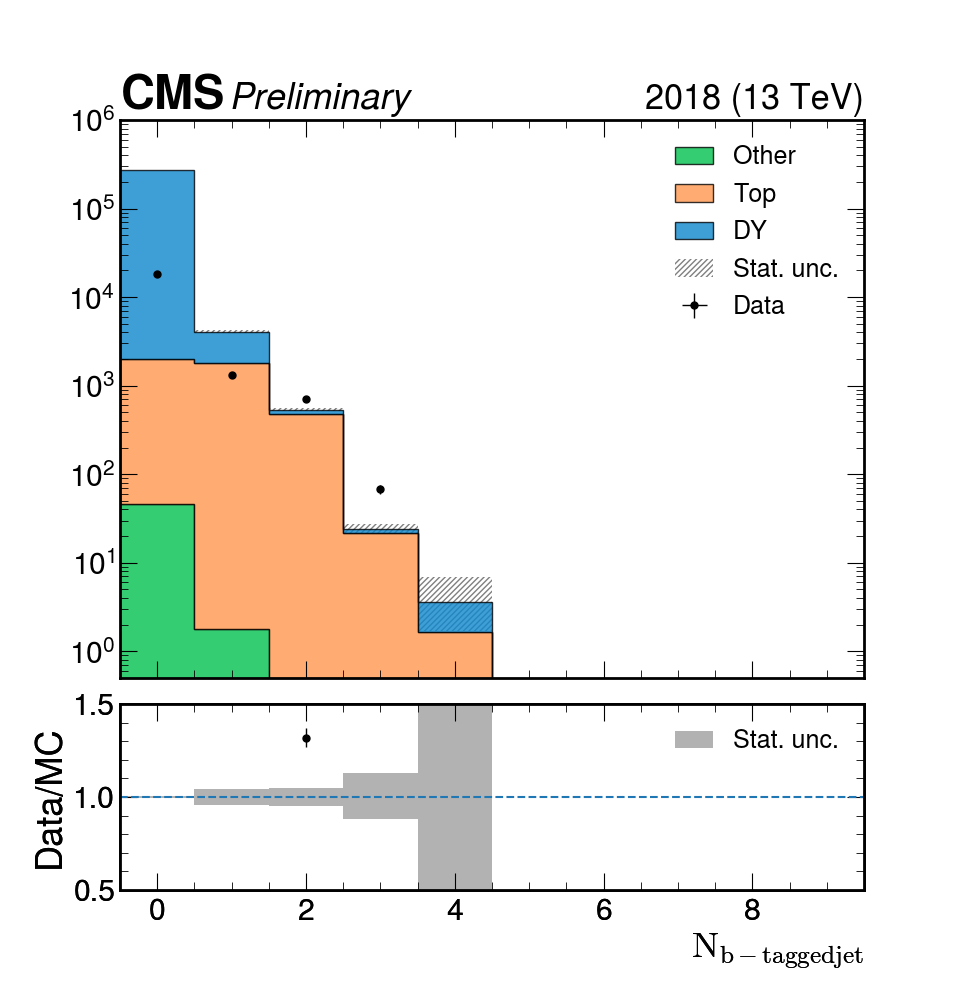 CMS Preliminary 2018 (13 TeV)
10^6
10^5
10^4
10^3
10^2
10^1
10^0
Other
Top
DY
Stat. unc.
Data
Data/MC
1.5
1.0
0.5
Stat. unc.
0 2 4 6 8
N_{b-taggedjet}